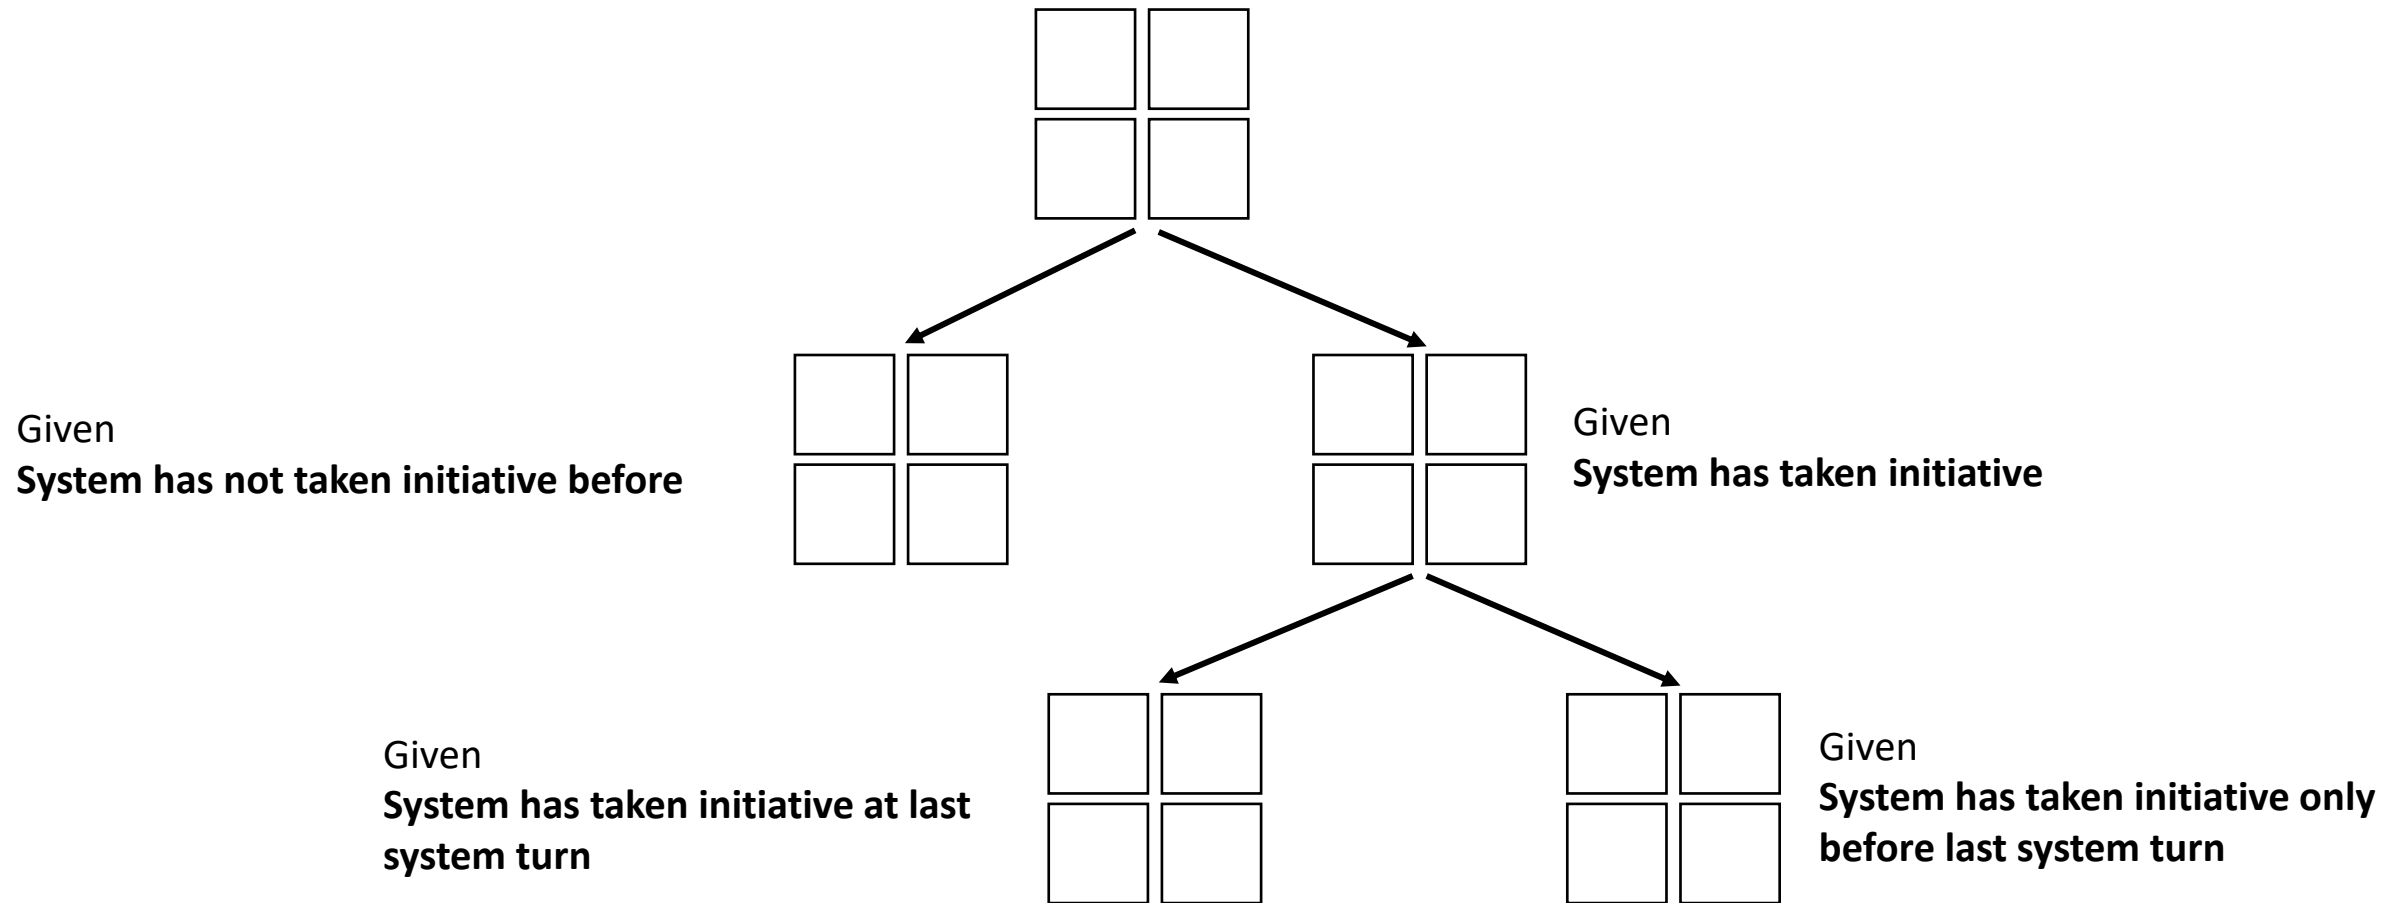 Given
System has not taken initiative before
Given
System has taken initiative
Given
System has taken initiative at last
system turn
Given
System has taken initiative only
before last system turn